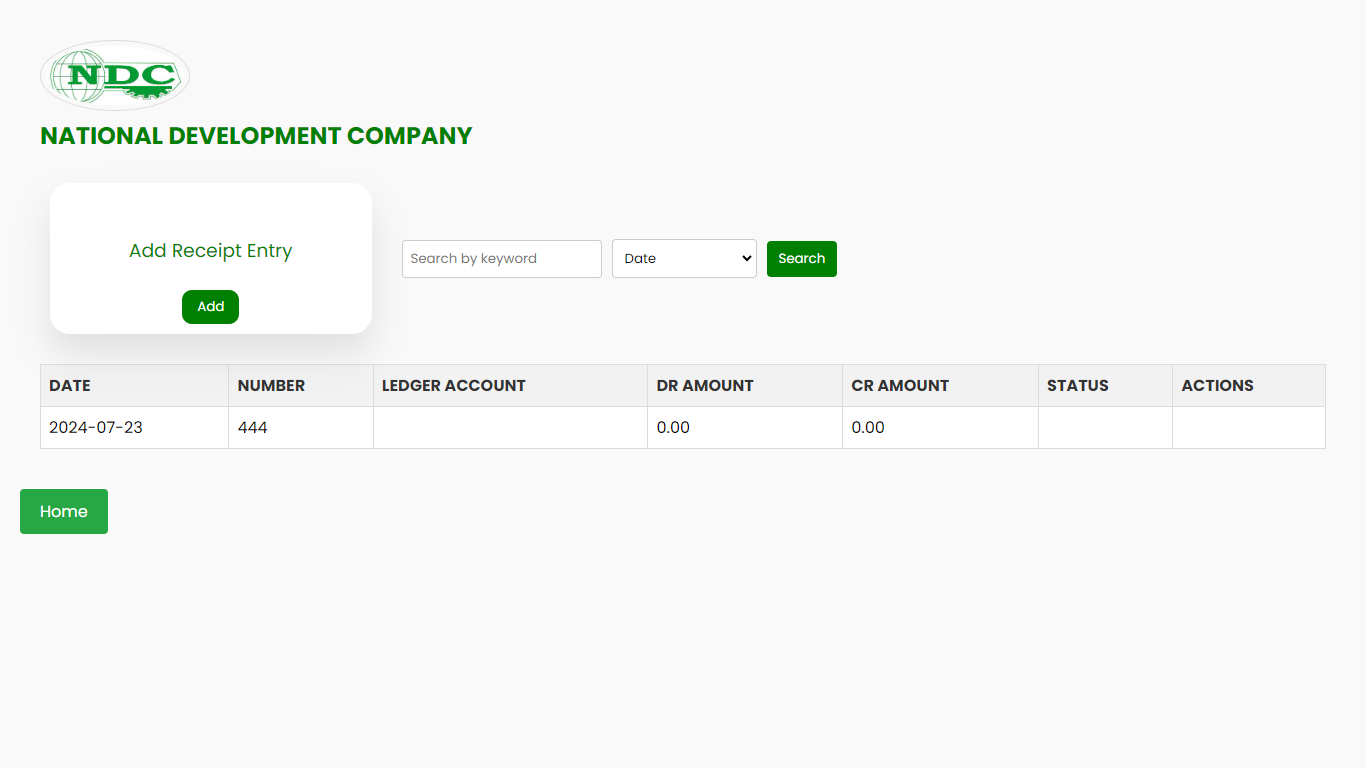 NDC
NATIONAL DEVELOPMENT COMPANY
Add Receipt Entry
Add
Search by keyword
Date
Search
DATE NUMBER LEDGER ACCOUNT DR AMOUNT CR AMOUNT STATUS ACTIONS
2024-07-23 444 0.00 0.00
Home